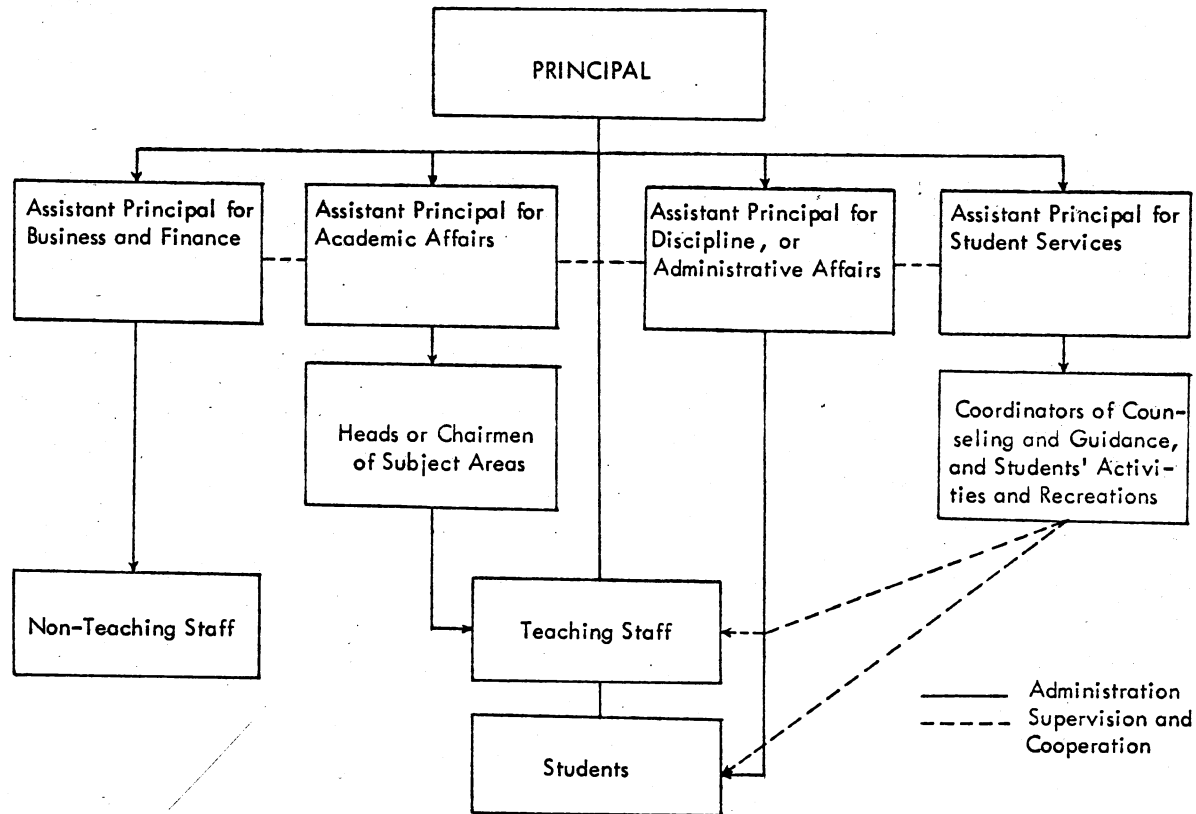 PRINCIPAL
Assistant Principal for
Business and Finance
Assistant Principal for
Academic Affairs
Assistant Principal for
Discipline, or
Administrative Affairs
Assistant Principal for
Student Services
Heads or Chairmen
of Subject Areas
Coordinators of Coun-
seling and Guidance,
and Students' Activi-
ties and Recreations
Non-Teaching Staff
Teaching Staff
Students
Administration
Supervision and
Cooperation